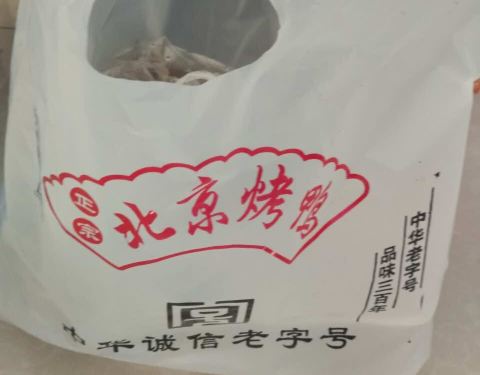 正宗
北京烤鸭
中华老字号
品味三百年
中华诚信老字号